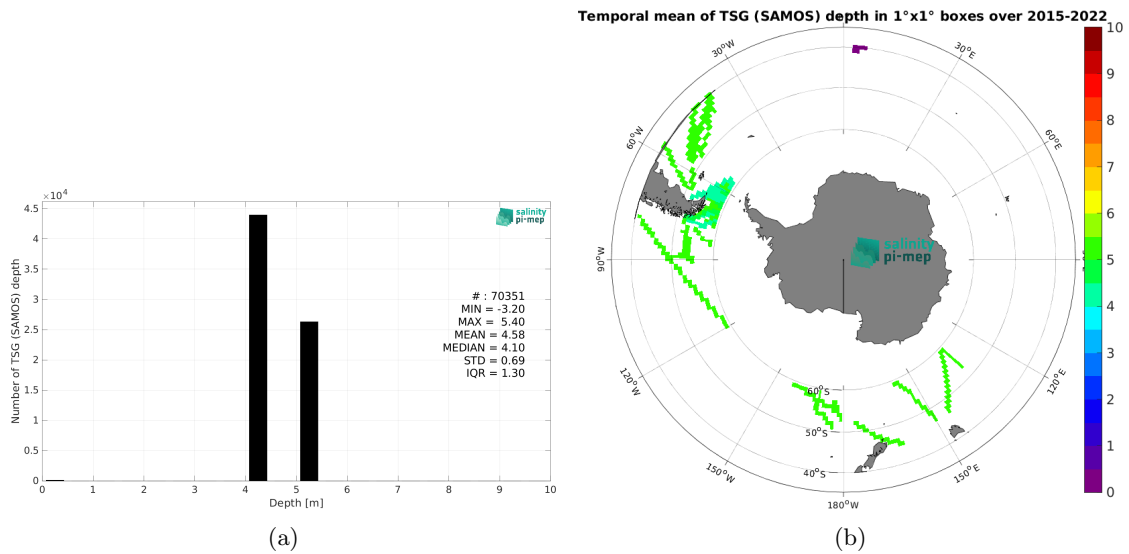 Temporal mean of TSG (SAMOS) depth in 1°x1° boxes over 2015-2022
×10⁴
4.5
4
3.5
3
2.5
2
1.5
1
0.5
0
Number of TSG (SAMOS) depth
0 1 2 3 4 5 6 7 8 9 10
Depth [m]
salinity
pi-mep
# : 70351
MIN = -3.20
MAX = 5.40
MEAN = 4.58
MEDIAN = 4.10
STD = 0.69
IQR = 1.30
(a)
30°W
30°E
60°W
60°E
90°W
120°W
120°E
150°W
150°E
180°W
60°S
50°S
40°S
salinity
pi-mep
10
9
8
7
6
5
4
3
2
1
0
(b)